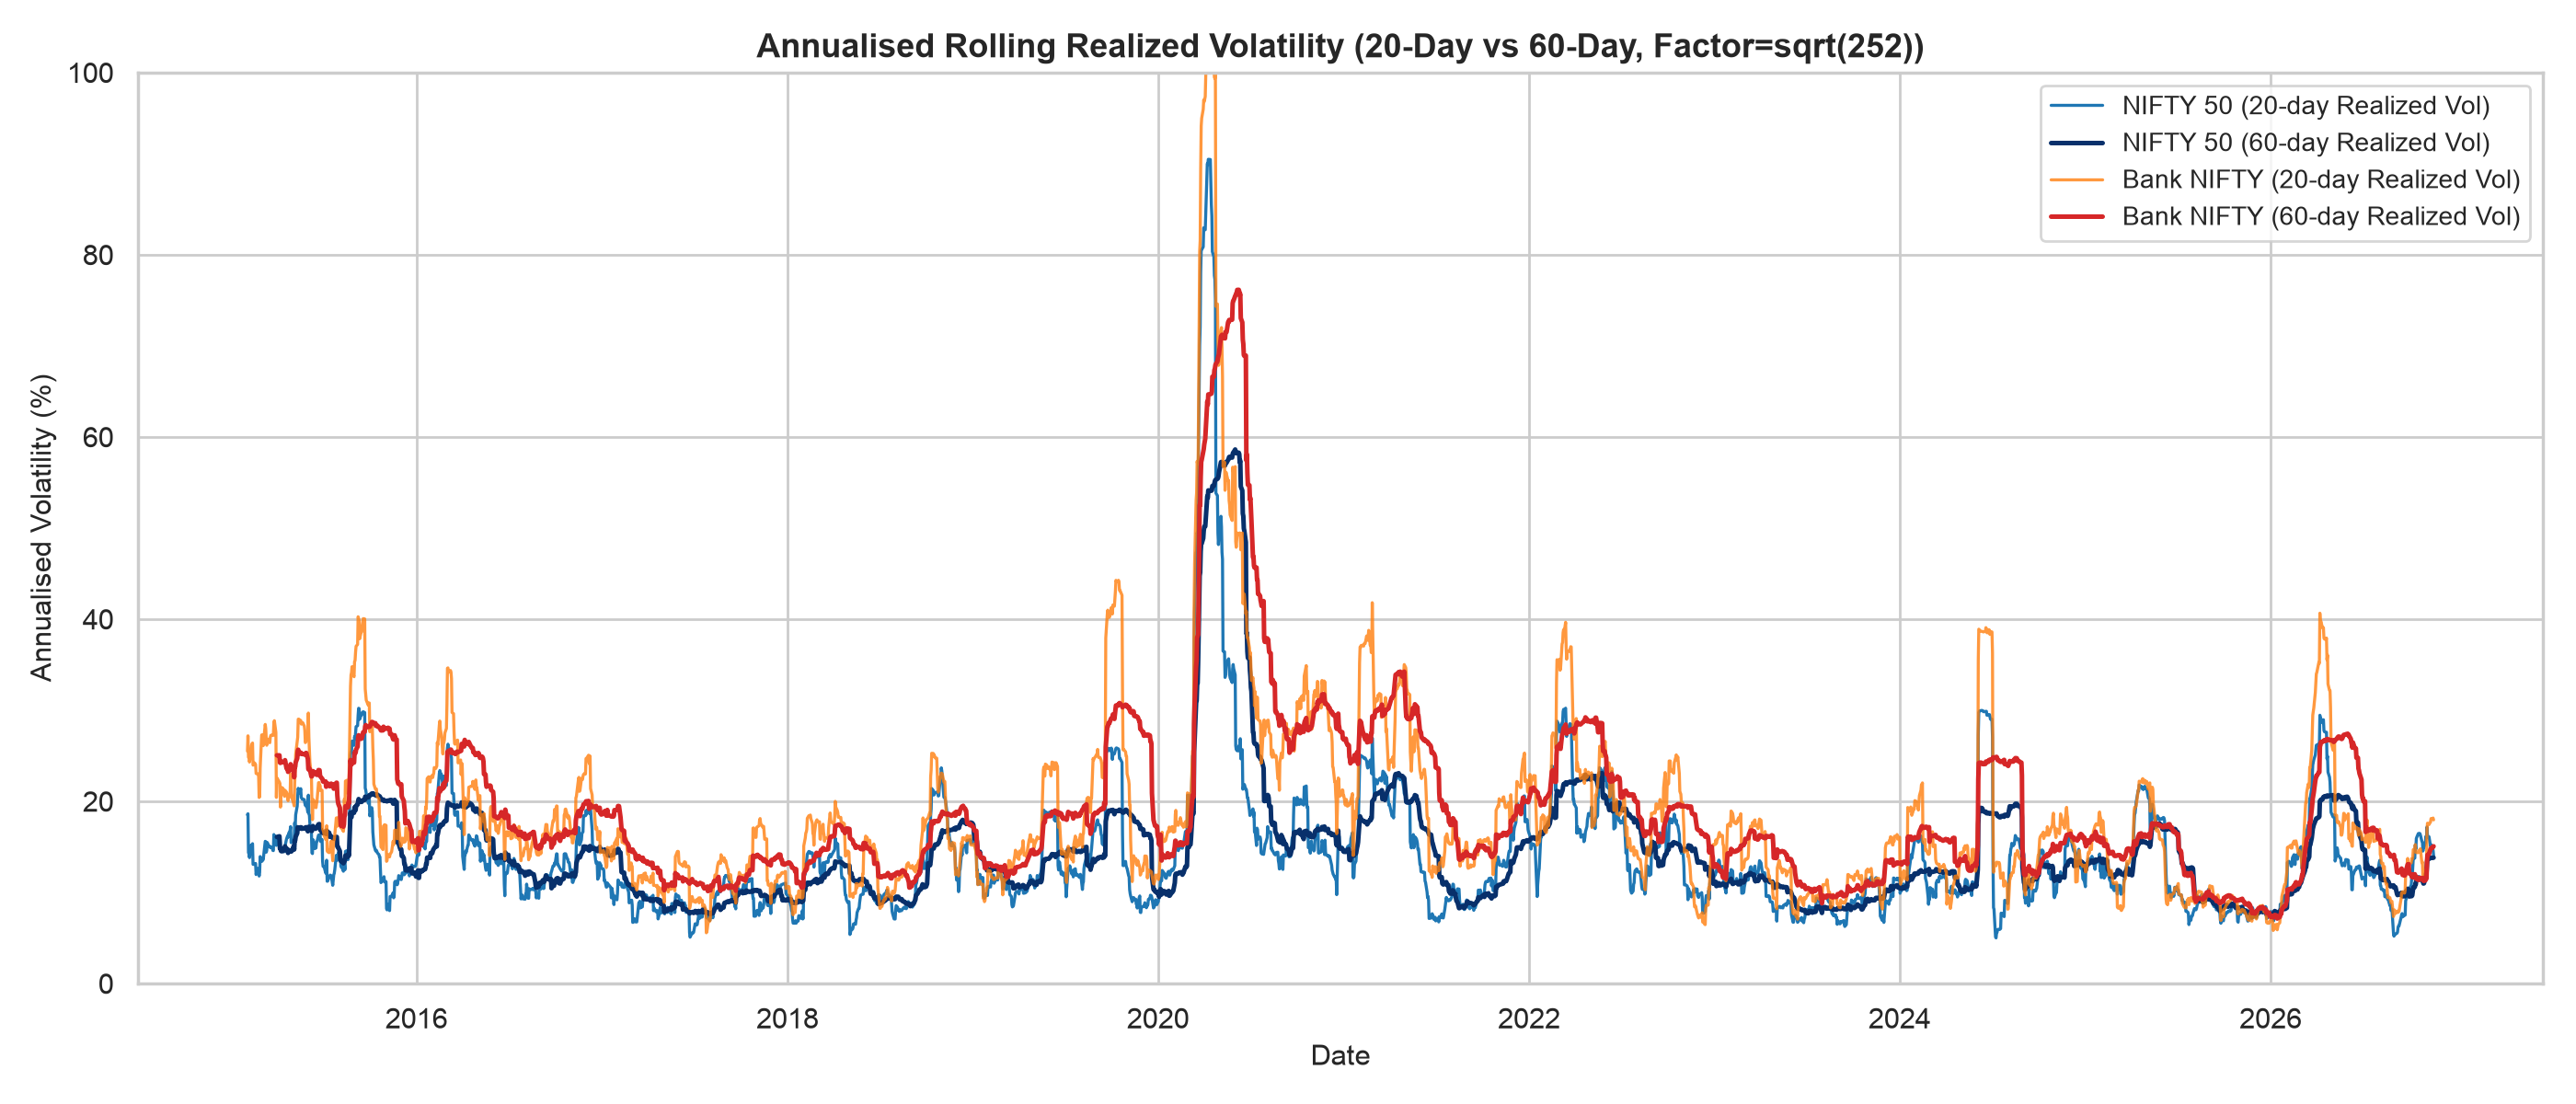 Annualised Rolling Realized Volatility (20-Day vs 60-Day, Factor=sqrt(252))
NIFTY 50 (20-day Realized Vol)
NIFTY 50 (60-day Realized Vol)
Bank NIFTY (20-day Realized Vol)
Bank NIFTY (60-day Realized Vol)
Annualised Volatility (%)
100
80
60
40
20
0
2016 2018 2020 2022 2024 2026
Date